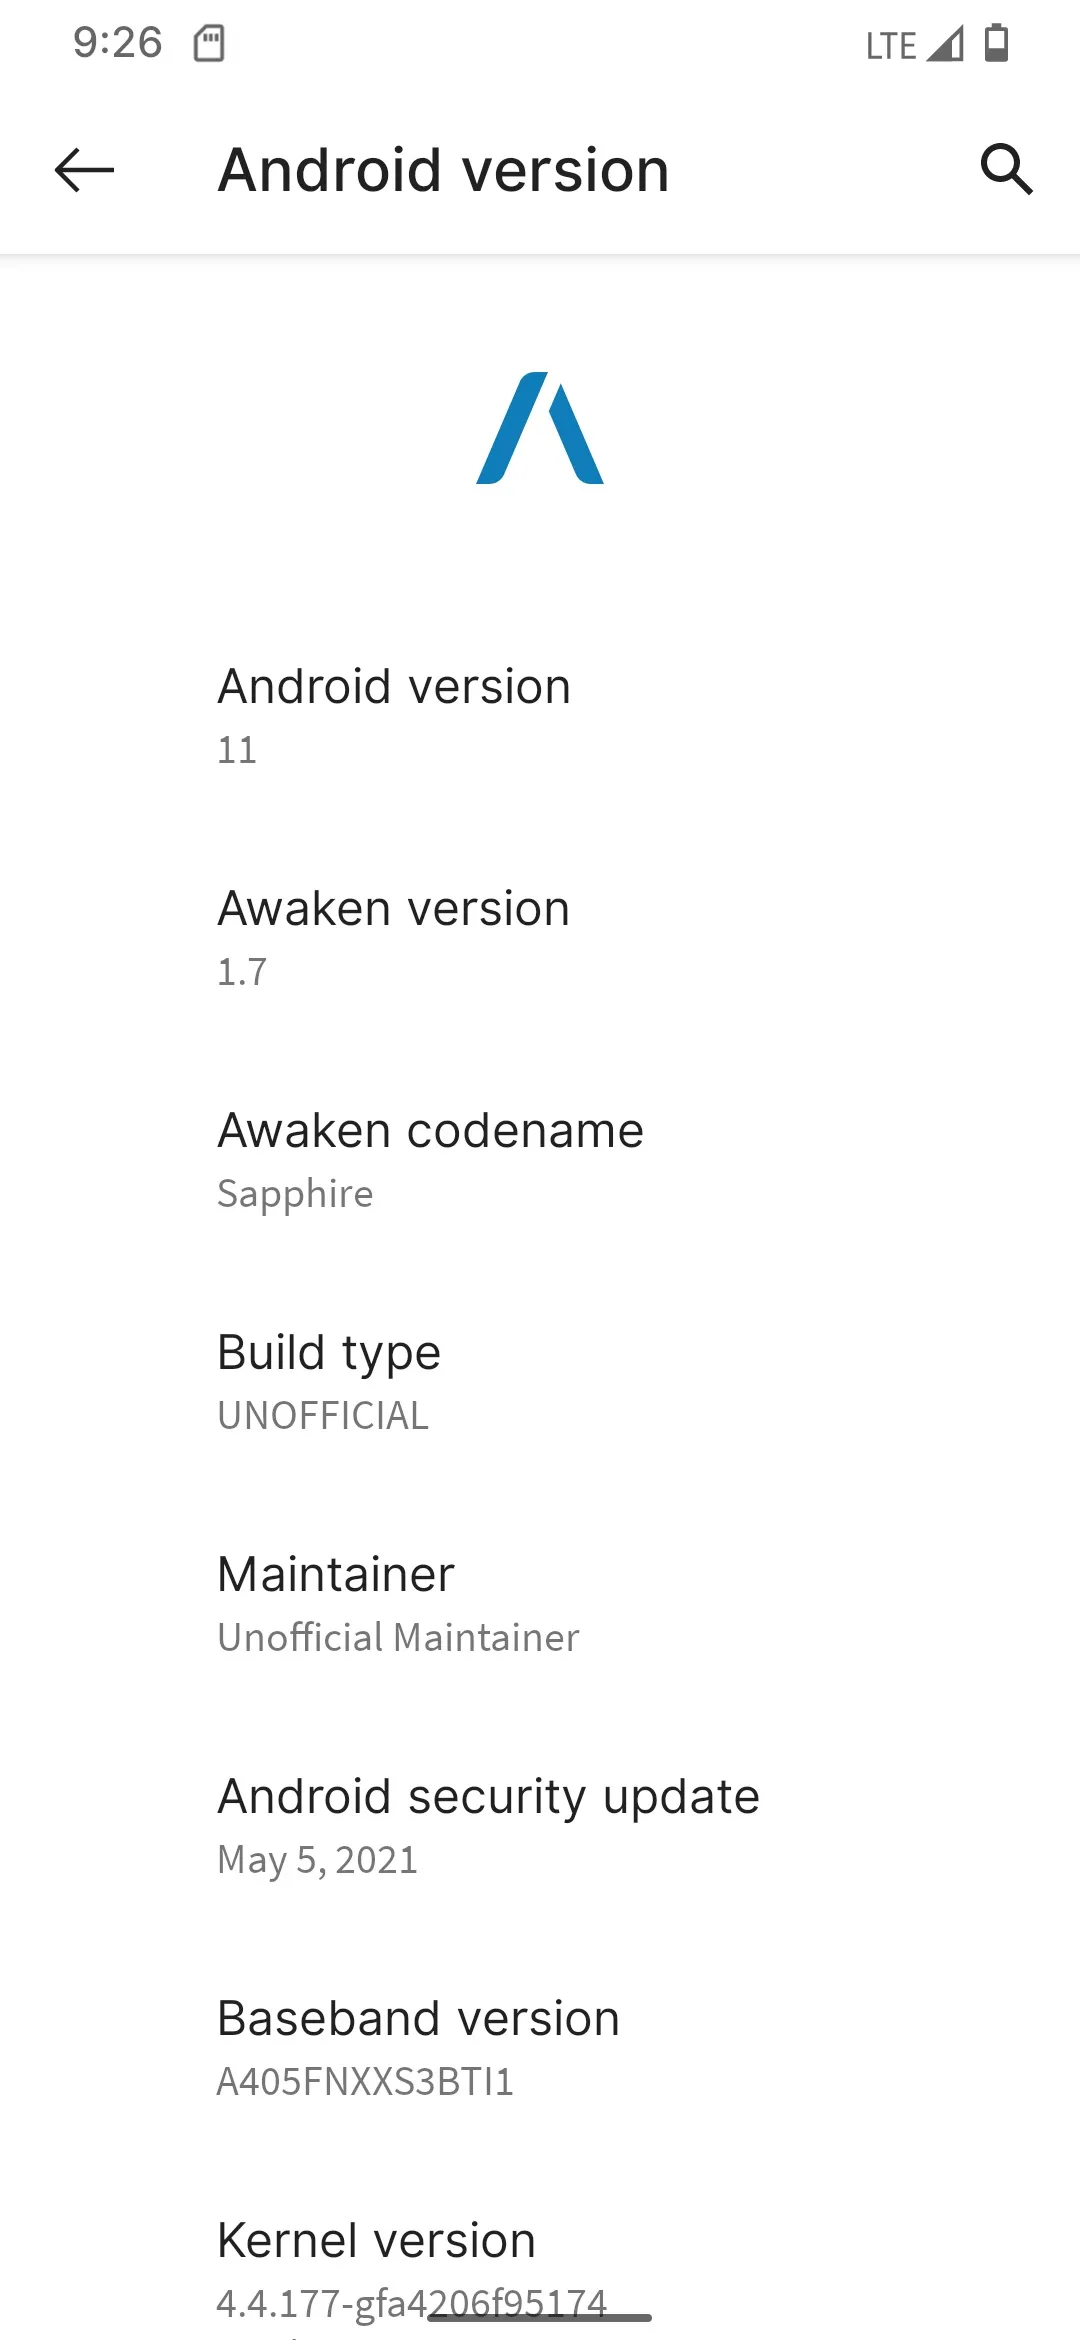 9:26 LTE
Android version
Android version
11
Awaken version
1.7
Awaken codename
Sapphire
Build type
UNOFFICIAL
Maintainer
Unofficial Maintainer
Android security update
May 5, 2021
Baseband version
A405FNXXS3BTI1
Kernel version
4.4.177-gfa4206f95174